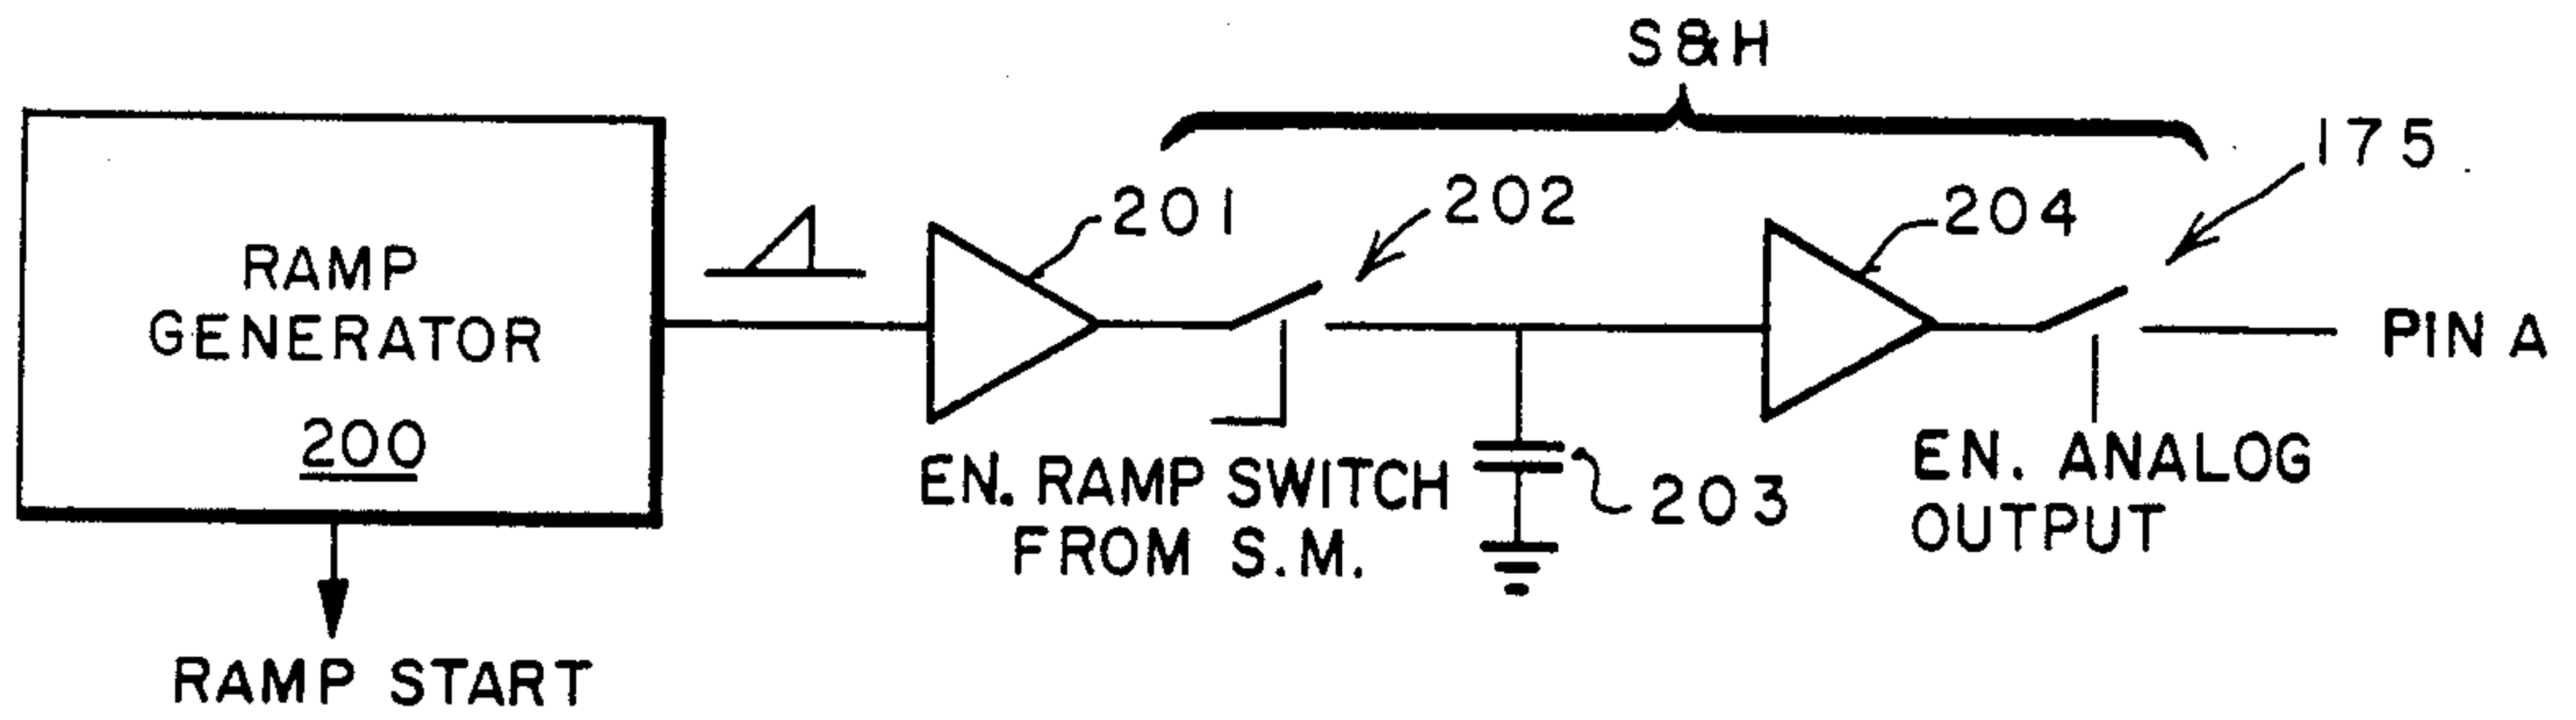 S&H
175
201
202
204
RAMP
GENERATOR
200
PIN A
EN. RAMP SWITCH
FROM S.M.
203
EN. ANALOG
OUTPUT
RAMP START